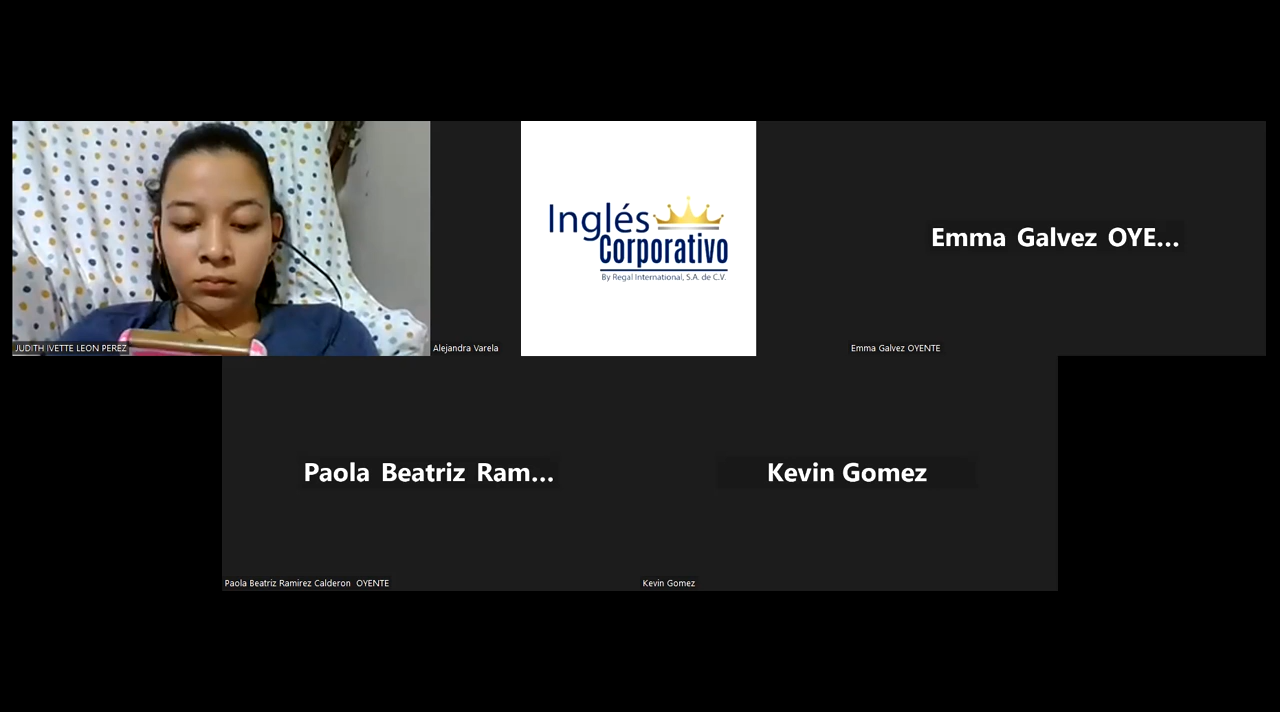 JUDITH IVETTE LEON PEREZ
Inglés
Corporativo
By Regal International, S.A. de C.V.
Alejandra Varela
Emma Galvez OYE...
Emma Galvez OYENTE
Paola Beatriz Ram...
Paola Beatriz Ramirez Calderon OYENTE
Kevin Gomez
Kevin Gomez